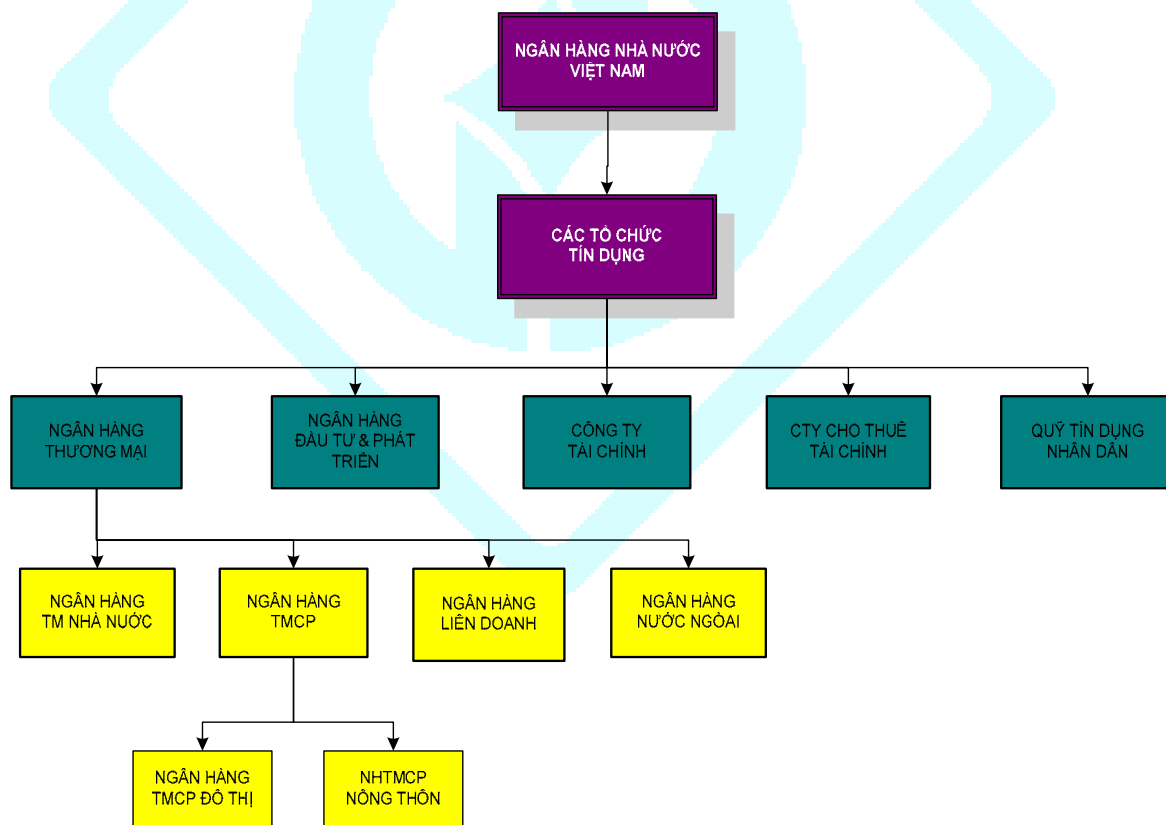 NGÂN HÀNG NHÀ NƯỚC
VIỆT NAM
CÁC TỔ CHỨC
TÍN DỤNG
NGÂN HÀNG
THƯƠNG MẠI
NGÂN HÀNG
ĐẦU TƯ & PHÁT
TRIỂN
CÔNG TY
TÀI CHÍNH
CTY CHO THUÊ
TÀI CHÍNH
QUỸ TÍN DỤNG
NHÂN DÂN
NGÂN HÀNG
TM NHÀ NUỚC
NGÂN HÀNG
TMCP
NGÂN HÀNG
LIÊN DOANH
NGÂN HÀNG
NƯỚC NGÒAI
NGÂN HÀNG
TMCP ĐÔ THỊ
NHTMCP
NÔNG THÔN